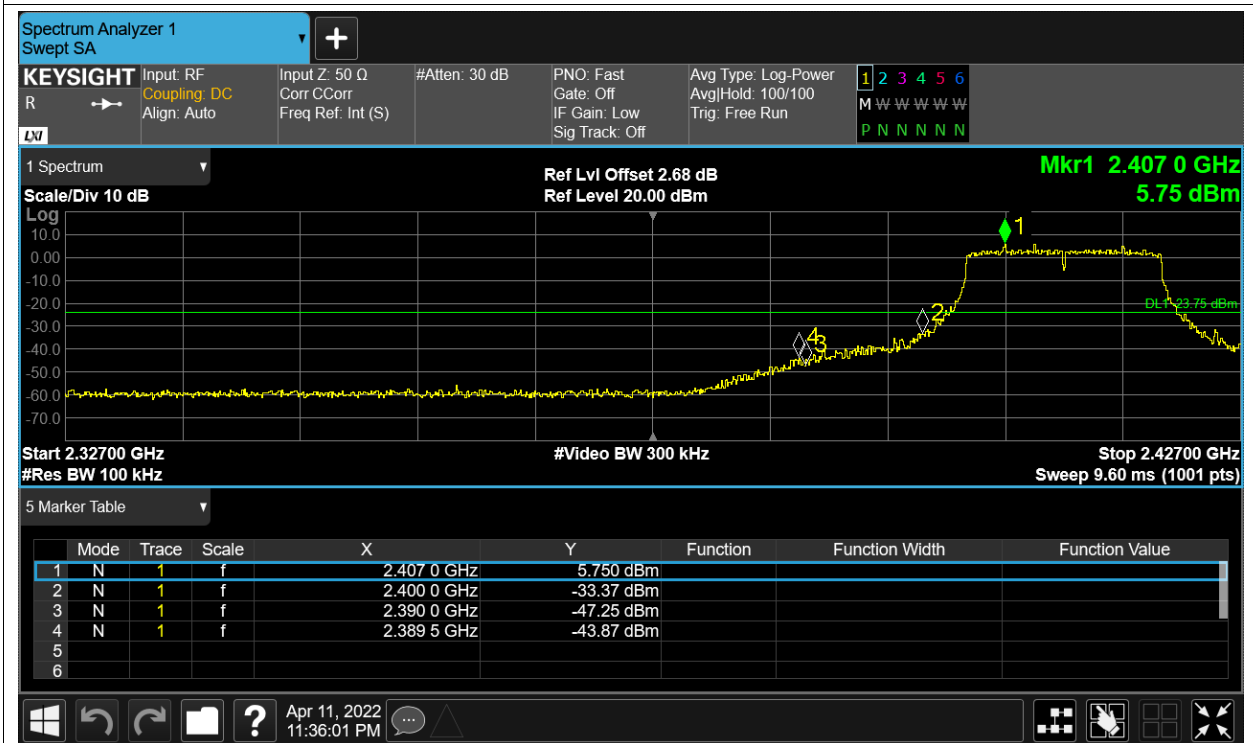 Spectrum Analyzer 1
Swept SA
KEYSIGHT Input: RF Input Z: 50 Ω #Atten: 30 dB PNO: Fast Avg Type: Log-Power 1 2 3 4 5 6
R Coupling: DC Corr CCorr Gate: Off Avg|Hold: 100/100 M W W W W W
Align: Auto Freq Ref: Int (S) IF Gain: Low Trig: Free Run
LXI Sig Track: Off P N N N N N
1 Spectrum Ref Lvl Offset 2.68 dB Mkr1 2.407 0 GHz
Scale/Div 10 dB Ref Level 20.00 dBm 5.75 dBm
Log
1
10.0
0.00
-10.0
-20.0 DL1 -23.75 dBm
2
-30.0
4
3
-40.0
-50.0
-60.0
-70.0
Start 2.32700 GHz #Video BW 300 kHz Stop 2.42700 GHz
#Res BW 100 kHz Sweep 9.60 ms (1001 pts)
5 Marker Table
Mode Trace Scale X Y Function Function Width Function Value
1 N 1 f 2.407 0 GHz 5.750 dBm
2 N 1 f 2.400 0 GHz -33.37 dBm
3 N 1 f 2.390 0 GHz -47.25 dBm
4 N 1 f 2.389 5 GHz -43.87 dBm
5
6
? Apr 11, 2022
11:36:01 PM